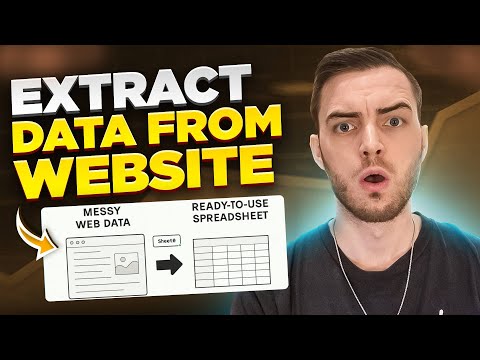 EXTRACT
DATA FROM
WEBSITE
MESSY
WEB DATA
Sheet0
READY-TO-USE
SPREADSHEET